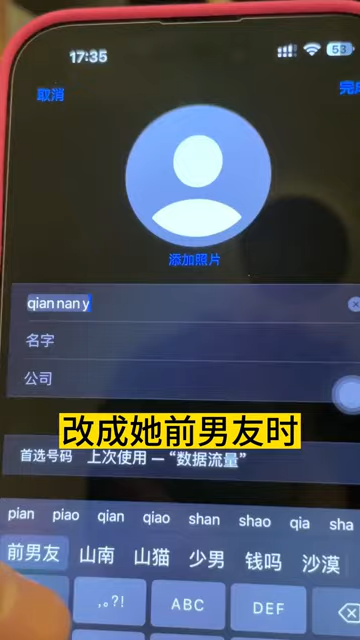 17:35
53
取消
添加照片
qian nan y
名字
公司
改成她前男友时
首选号码 上次使用 — “数据流量”
pian piao qian qiao shan shao qia sha
前男友 山南 山猫 少男 钱吗 沙漠
,。?! ABC DEF